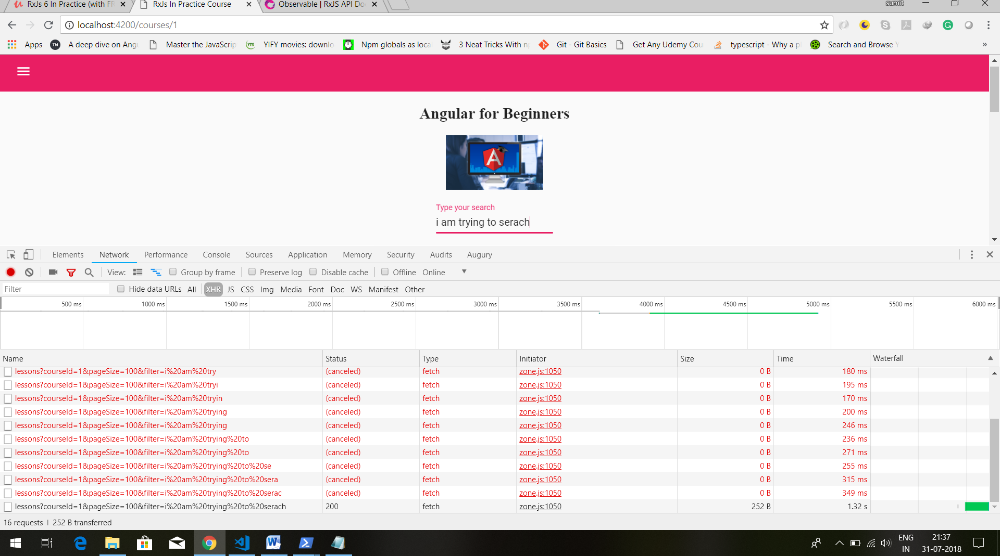 RxJs 6 In Practice (with FR
RxJs In Practice Course
Observable | RxJS API Do
sumit
localhost:4200/courses/1
Apps
A deep dive on Angu
Master the JavaScrip
YTS
YIFY movies: downlo
Npm globals as loca
3 Neat Tricks With np
Git - Git Basics
Get Any Udemy Cou
typescript - Why a p
Search and Browse Y
»
Angular for Beginners
Type your search
i am trying to serach
Elements Network Performance Console Sources Application Memory Security Audits Augury
View: Group by frame Preserve log Disable cache Offline Online
Filter Hide data URLs All XHR JS CSS Img Media Font Doc WS Manifest Other
500 ms 1000 ms 1500 ms 2000 ms 2500 ms 3000 ms 3500 ms 4000 ms 4500 ms 5000 ms 5500 ms 6000 ms
Name Status Type Initiator Size Time Waterfall
lessons?courseId=1&pageSize=100&filter=i%20am%20try (canceled) fetch zone.js:1050 0 B 180 ms
lessons?courseId=1&pageSize=100&filter=i%20am%20tryi (canceled) fetch zone.js:1050 0 B 195 ms
lessons?courseId=1&pageSize=100&filter=i%20am%20tryin (canceled) fetch zone.js:1050 0 B 170 ms
lessons?courseId=1&pageSize=100&filter=i%20am%20trying (canceled) fetch zone.js:1050 0 B 200 ms
lessons?courseId=1&pageSize=100&filter=i%20am%20trying (canceled) fetch zone.js:1050 0 B 246 ms
lessons?courseId=1&pageSize=100&filter=i%20am%20trying%20to (canceled) fetch zone.js:1050 0 B 236 ms
lessons?courseId=1&pageSize=100&filter=i%20am%20trying%20to (canceled) fetch zone.js:1050 0 B 271 ms
lessons?courseId=1&pageSize=100&filter=i%20am%20trying%20to%20se (canceled) fetch zone.js:1050 0 B 255 ms
lessons?courseId=1&pageSize=100&filter=i%20am%20trying%20to%20sera (canceled) fetch zone.js:1050 0 B 315 ms
lessons?courseId=1&pageSize=100&filter=i%20am%20trying%20to%20serac (canceled) fetch zone.js:1050 0 B 349 ms
lessons?courseId=1&pageSize=100&filter=i%20am%20trying%20to%20serach 200 fetch zone.js:1050 252 B 1.32 s
16 requests | 252 B transferred
ENG 21:37
IN 31-07-2018